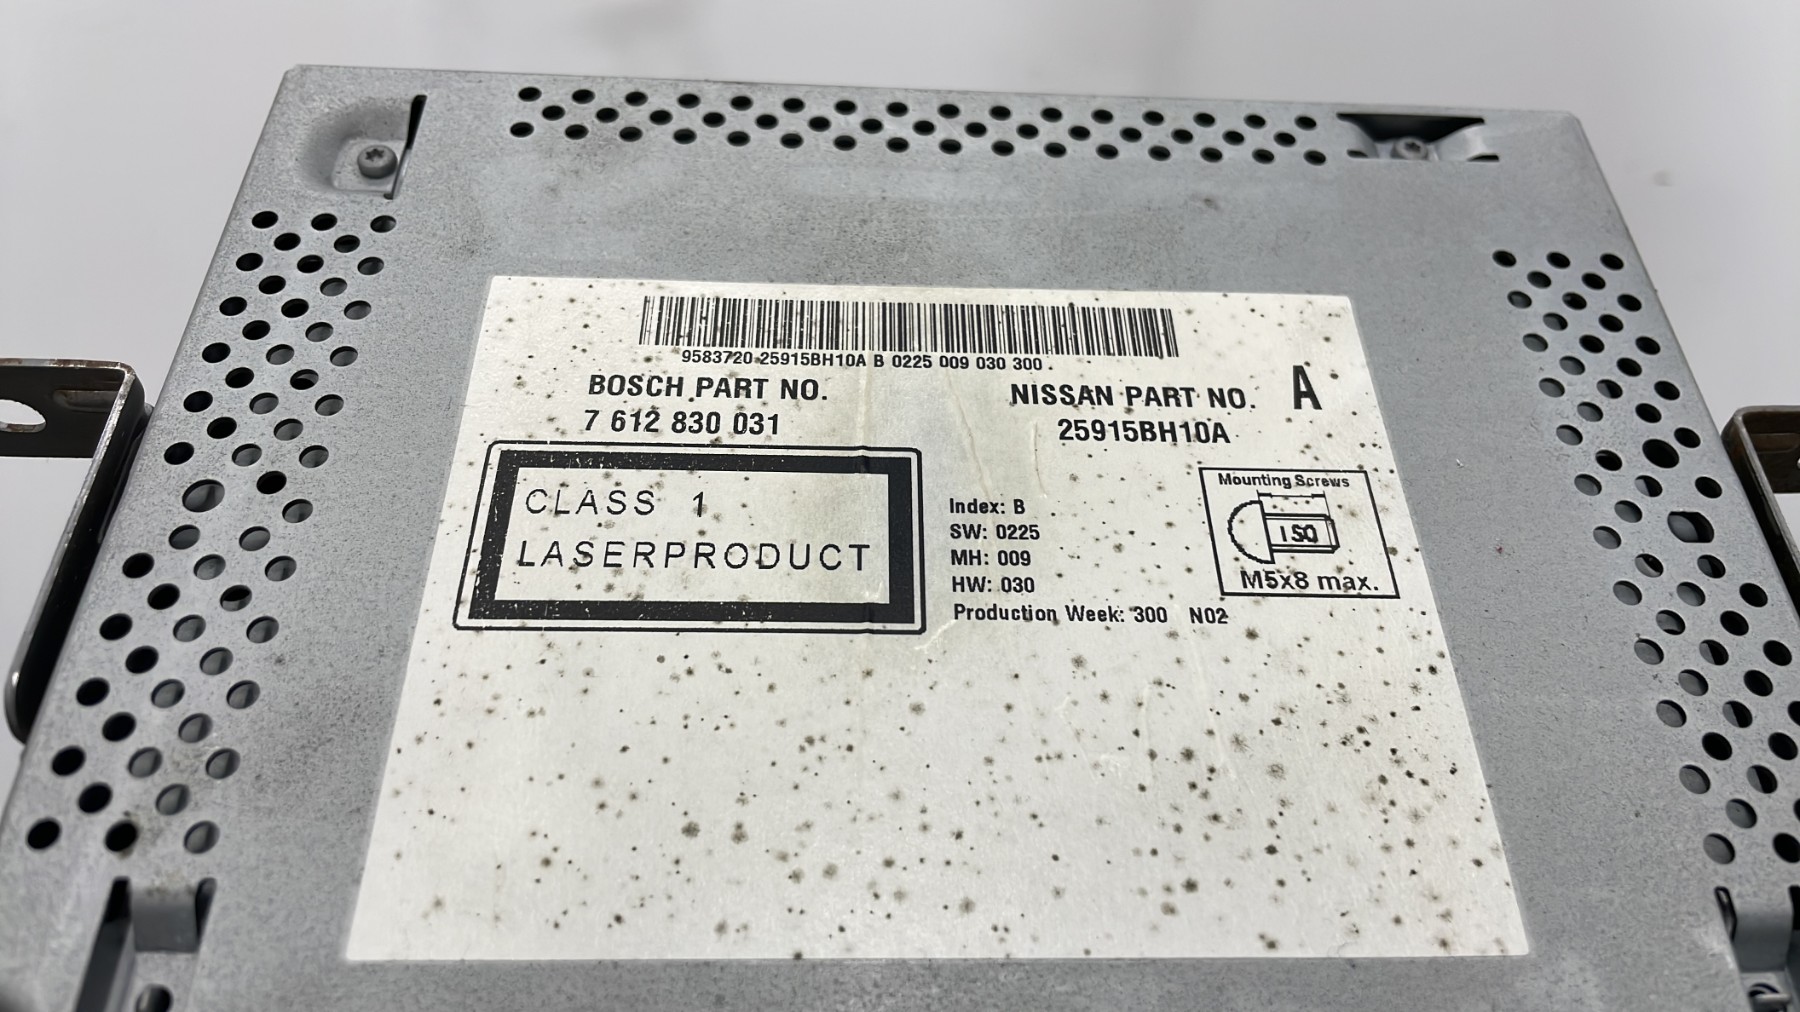 9583720 25915BH10A B 0225 009 030 300
BOSCH PART NO.
7 612 830 031
NISSAN PART NO. A
25915BH10A
CLASS 1
LASERPRODUCT
Index: B
SW: 0225
MH: 009
HW: 030
Production Week: 300 N02
Mounting Screws
ISO
M5x8 max.